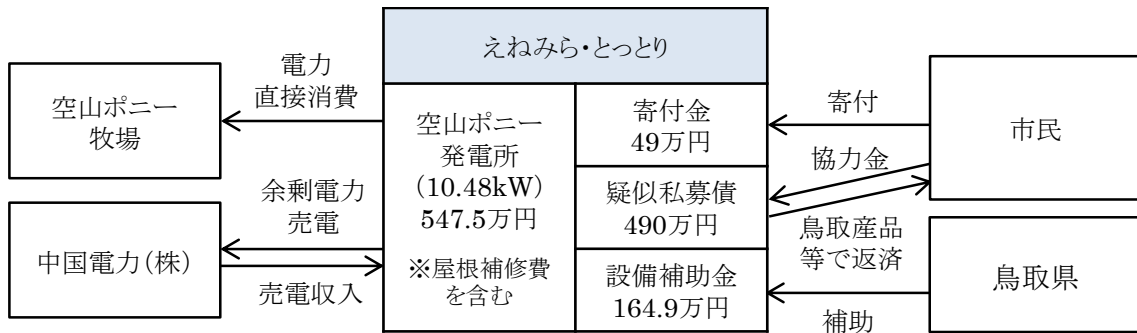 えねみら・とっとり
空山ポニー
牧場
電力
直接消費
中国電力(株)
余剰電力
売電
売電収入
空山ポニー
発電所
(10.48kW)
547.5万円
※屋根補修費
を含む
寄付金
49万円
疑似私募債
490万円
設備補助金
164.9万円
寄付
協力金
鳥取産品
等で返済
補助
市民
鳥取県